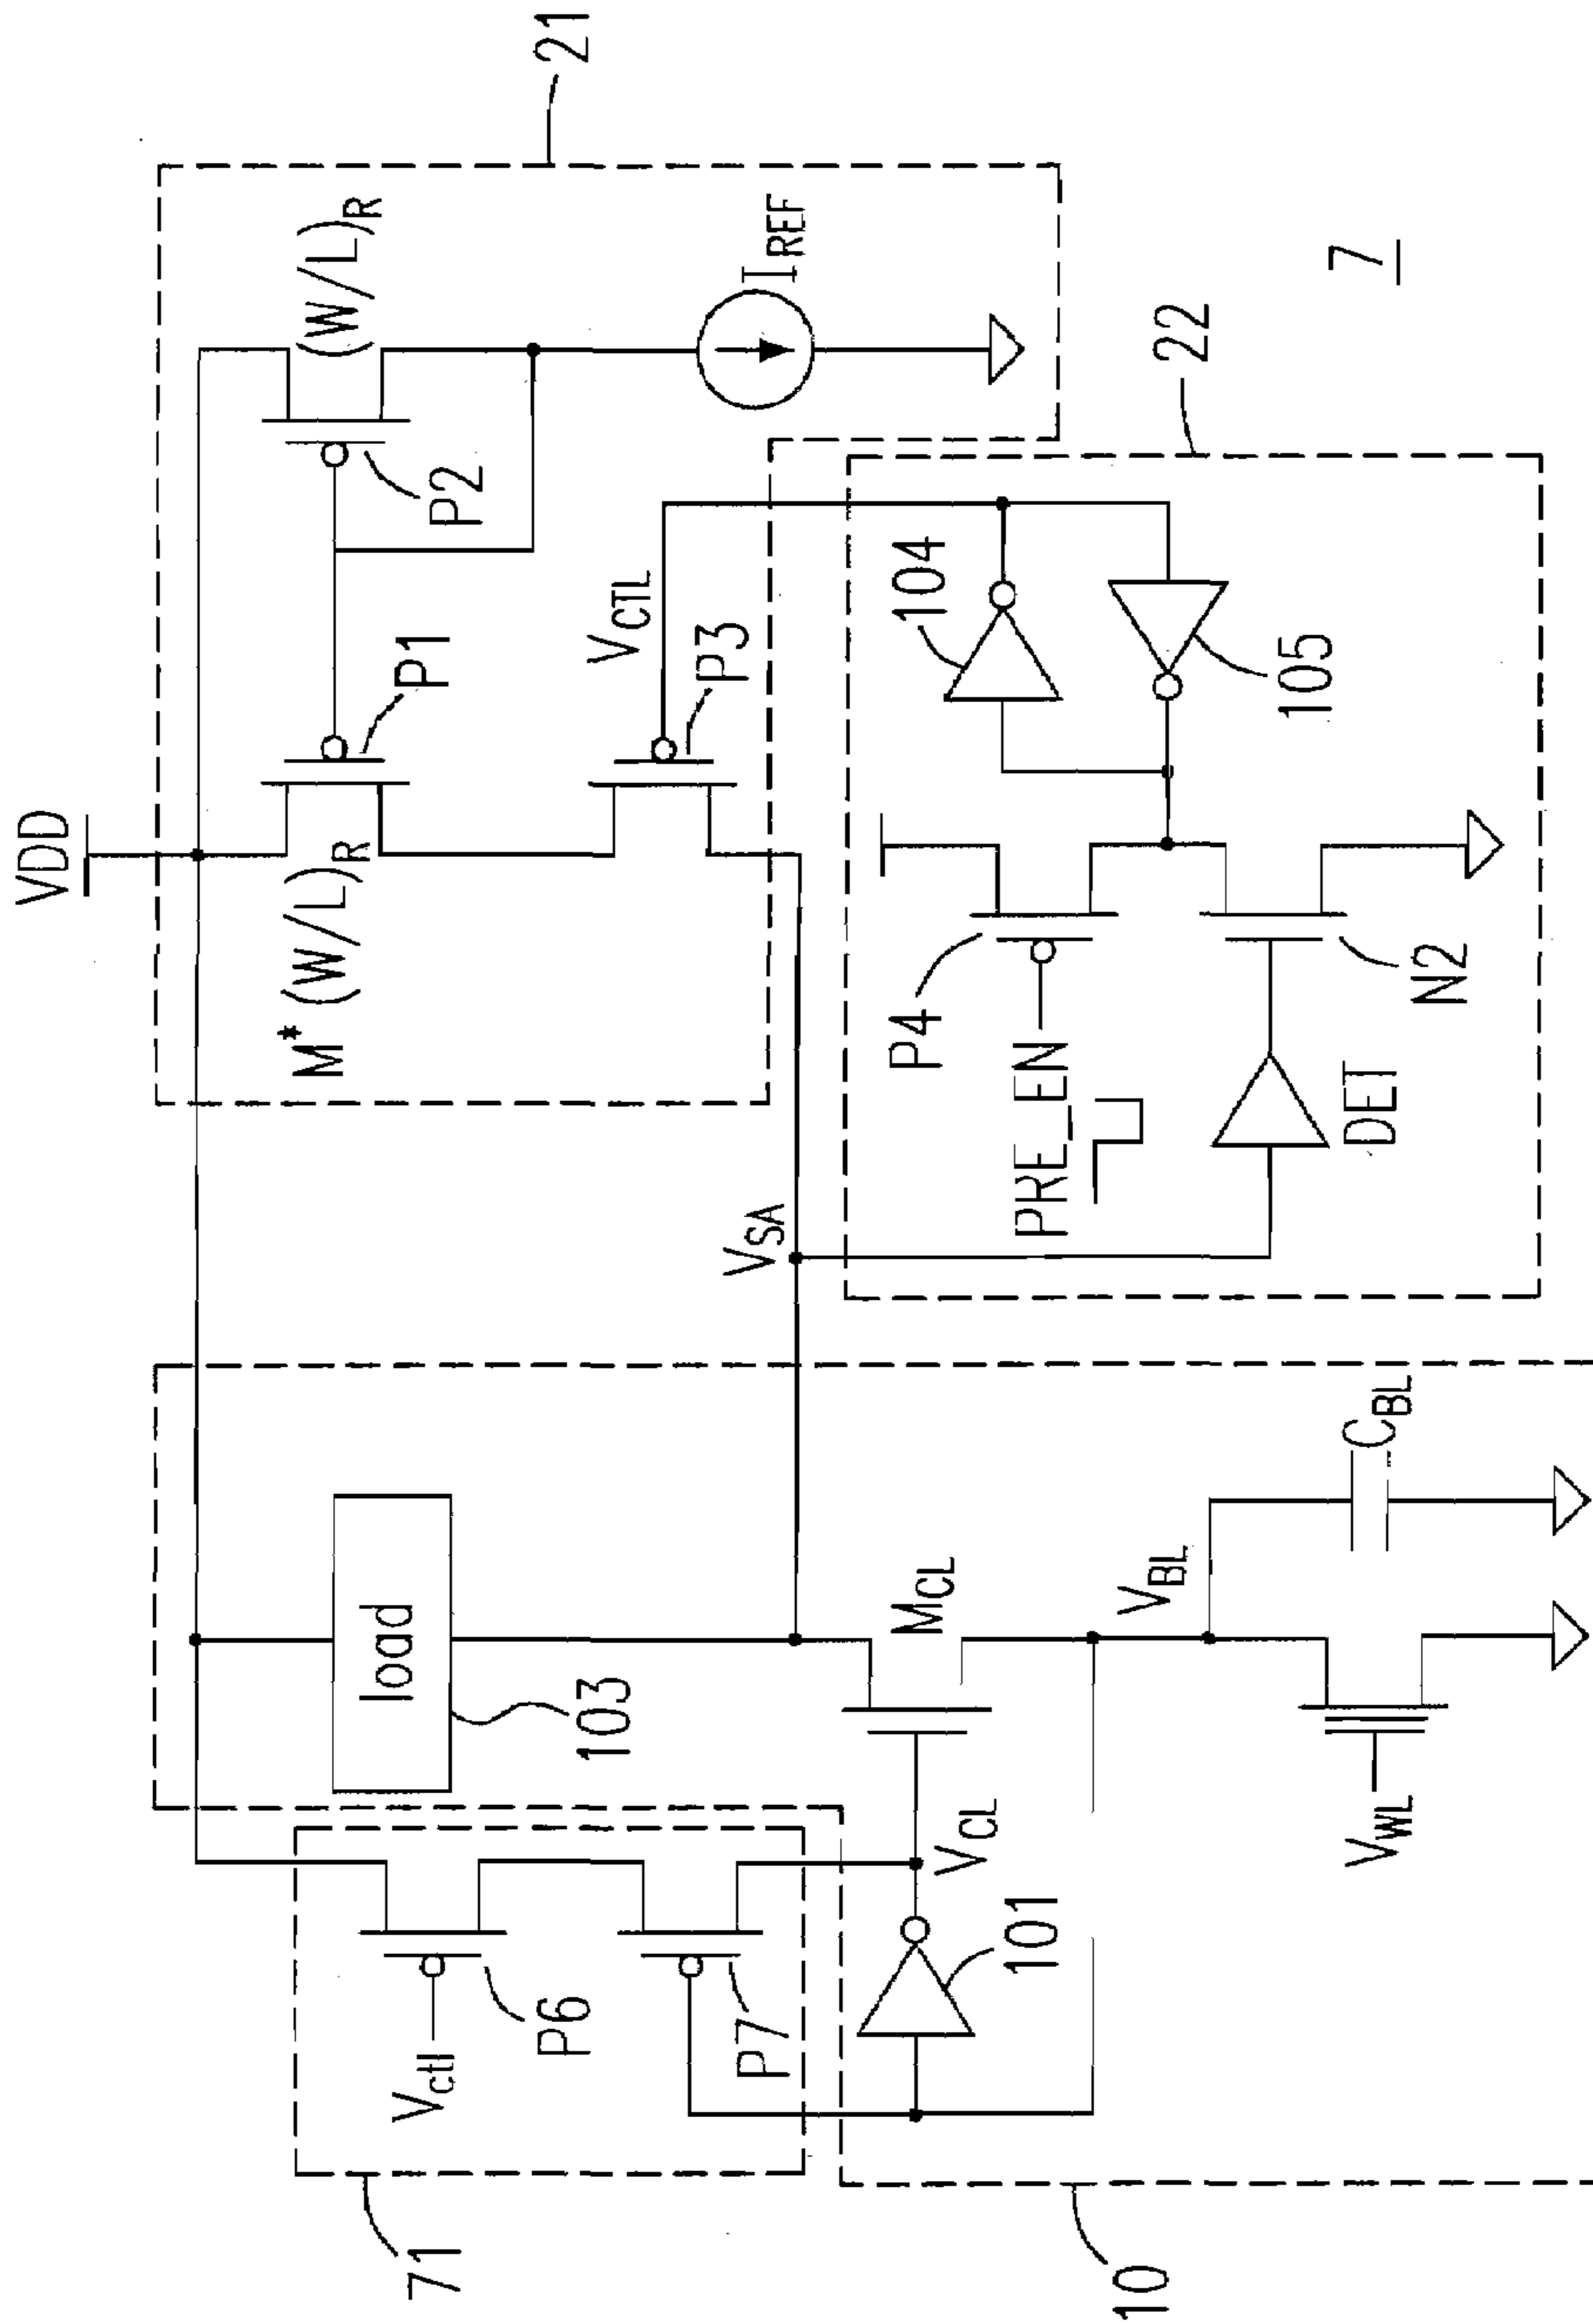 VDD
21
M* (W/L)R
(W/L)R
P1
P2
IREF
VCTL
P3
22
104
105
P4
PRE_EN
DET
N2
7
VSA
load
103
71
Vctl
P6
P7
VCL
MCL
101
10
VBL
CBL
VWL